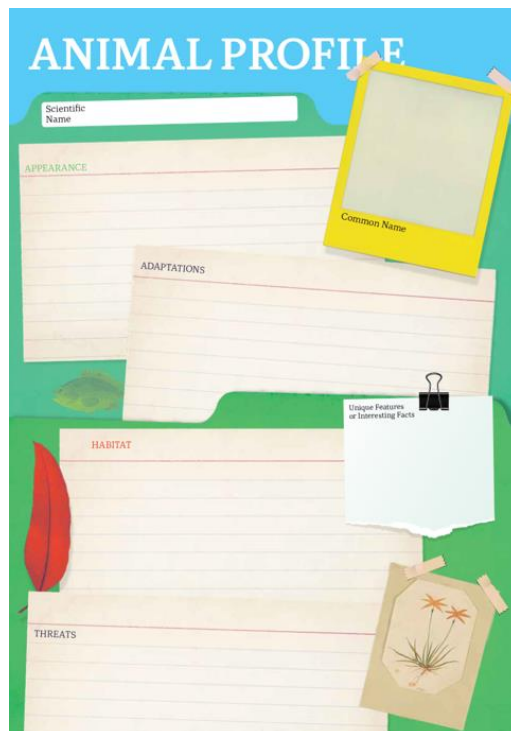 ANIMAL PROFILE
Scientific
Name
APPEARANCE
Common Name
ADAPTATIONS
Unique Features
or Interesting Facts
HABITAT
THREATS